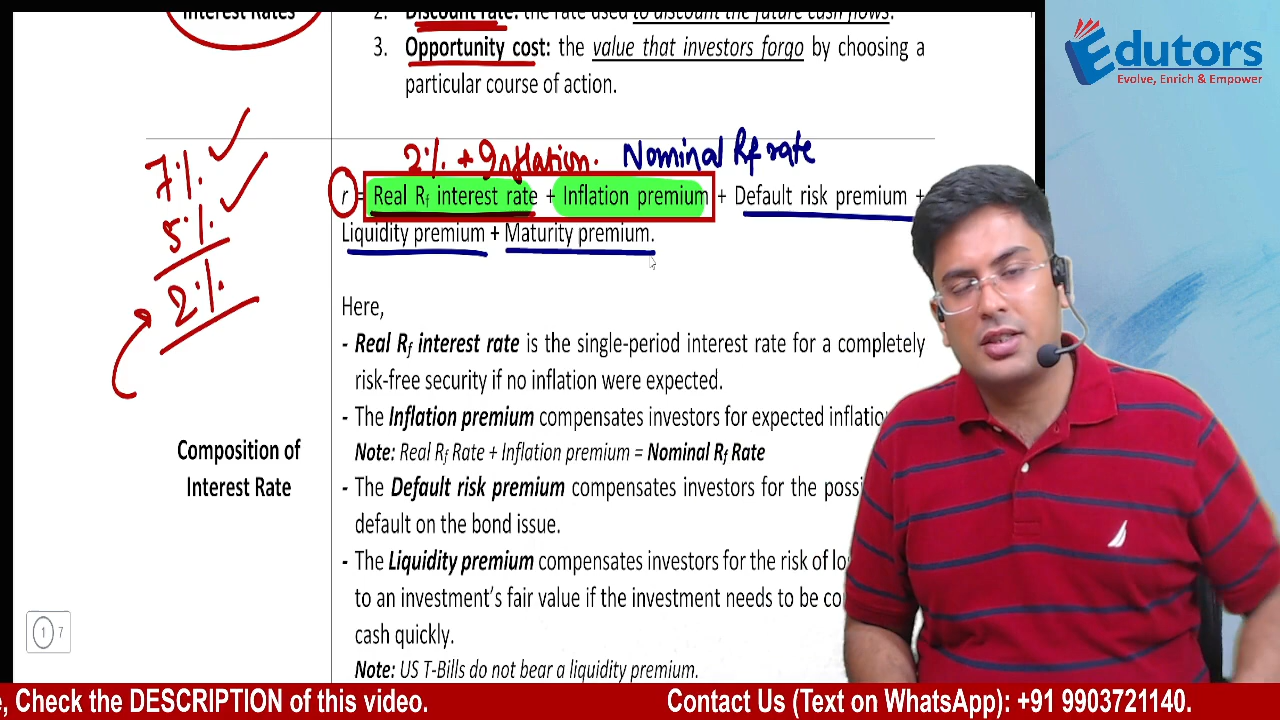 Interest Rates
2. Discount rate: the rate used to discount the future cash flows.
3. Opportunity cost: the value that investors forgo by choosing a
particular course of action.
Edutors
Evolve, Enrich & Empower
7%
5%
2%
2% + Inflation. Nominal Rf rate
r = Real Rf interest rate + Inflation premium + Default risk premium +
Liquidity premium + Maturity premium.
Here,
- Real Rf interest rate is the single-period interest rate for a completely
risk-free security if no inflation were expected.
- The Inflation premium compensates investors for expected
Note: Real Rf Rate + Inflation premium = Nominal Rf Rate
Composition of
Interest Rate
- The Default risk premium compensates investors for the
default on the bond issue.
- The Liquidity premium compensates investors for the risk of
to an investment's fair value if the investment needs to be
cash quickly.
Note: US T-Bills do not bear a liquidity premium.
1 7
, Check the DESCRIPTION of this video.
Contact Us (Text on WhatsApp): +91 9903721140.